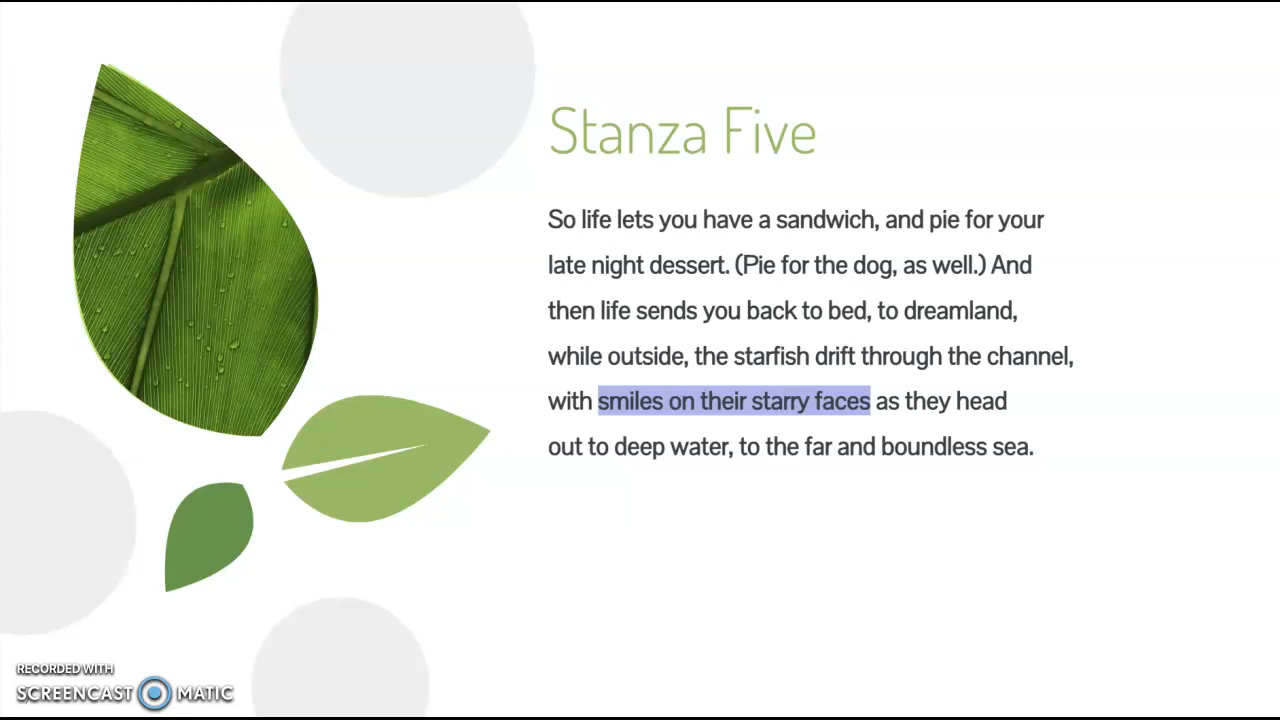 Stanza Five
So life lets you have a sandwich, and pie for your
late night dessert. (Pie for the dog, as well.) And
then life sends you back to bed, to dreamland,
while outside, the starfish drift through the channel,
with smiles on their starry faces as they head
out to deep water, to the far and boundless sea.
RECORDED WITH
SCREENCAST MATIC